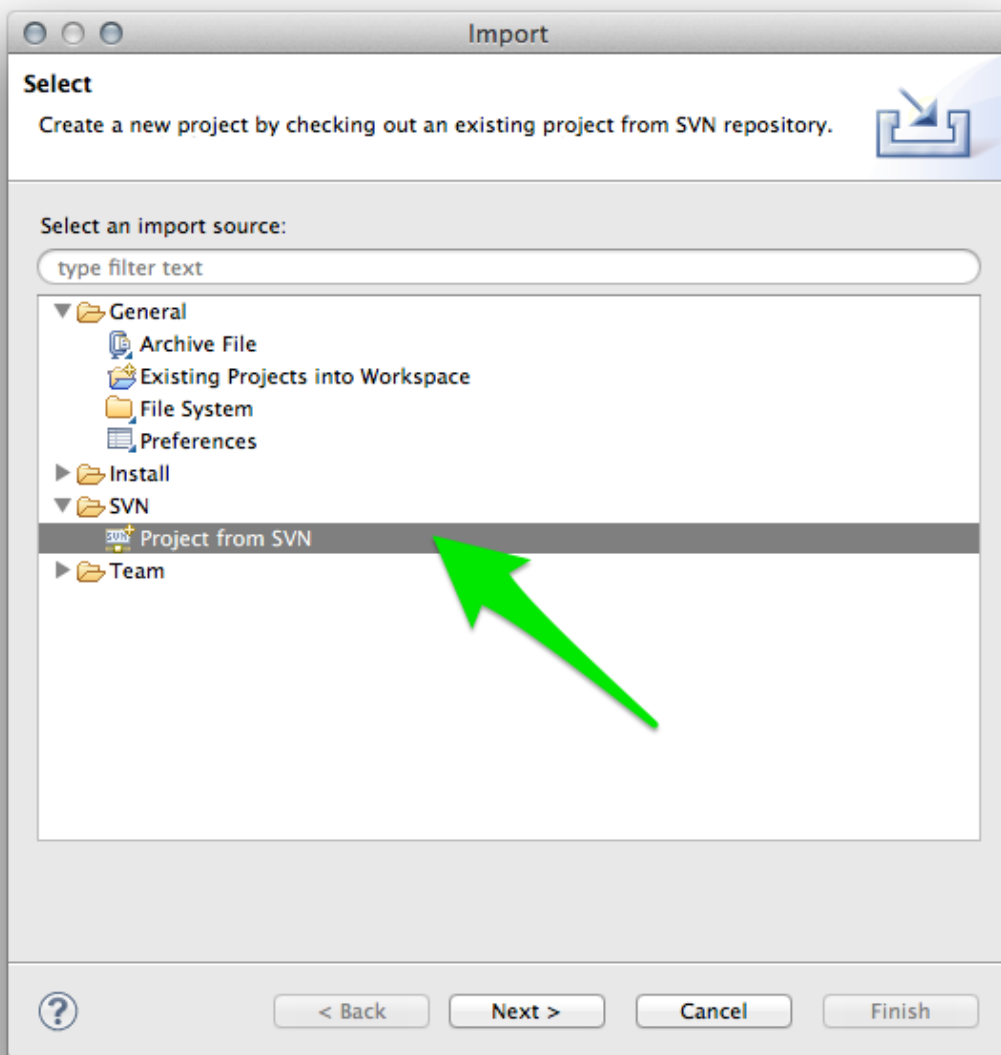 Import
Select
Create a new project by checking out an existing project from SVN repository.
Select an import source:
type filter text
General
Archive File
Existing Projects into Workspace
File System
Preferences
Install
SVN
SVN Project from SVN
Team
? < Back Next > Cancel Finish